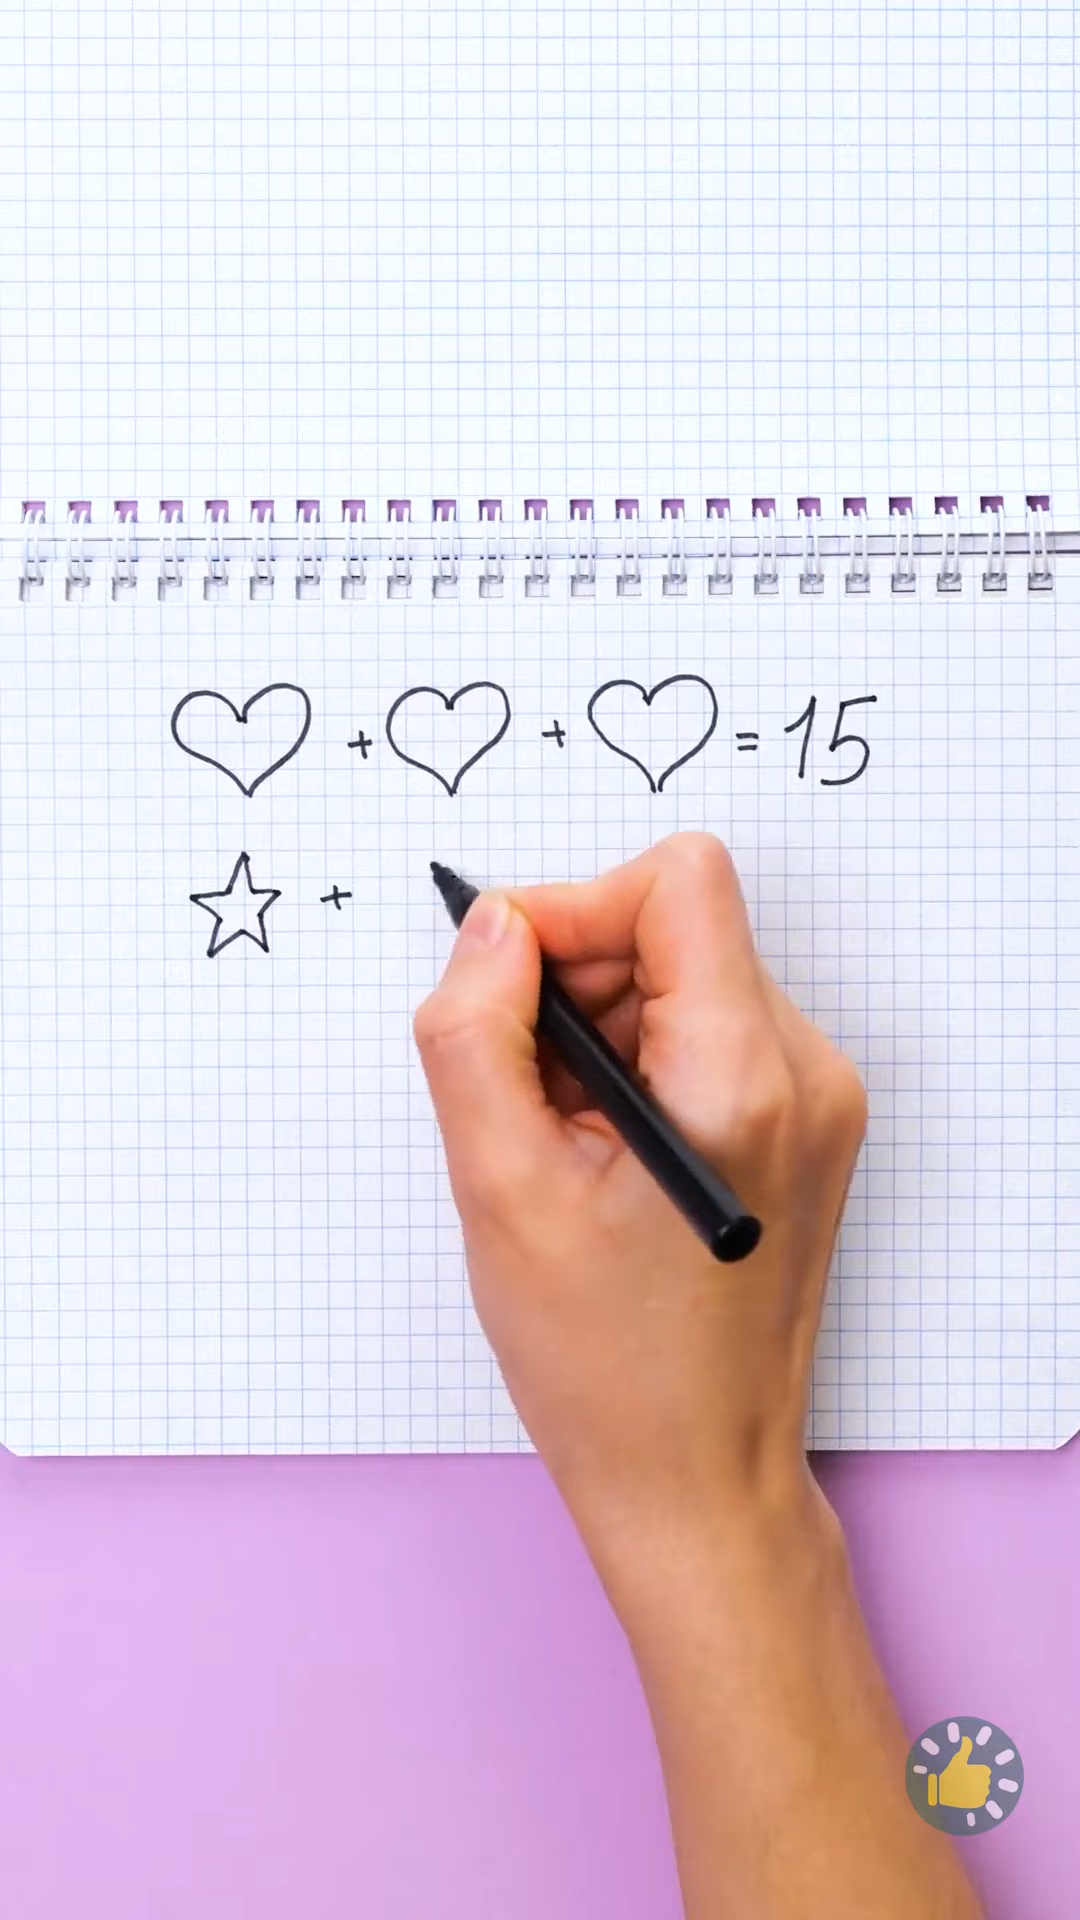 ♡ + ♡ + ♡ = 15
☆ +